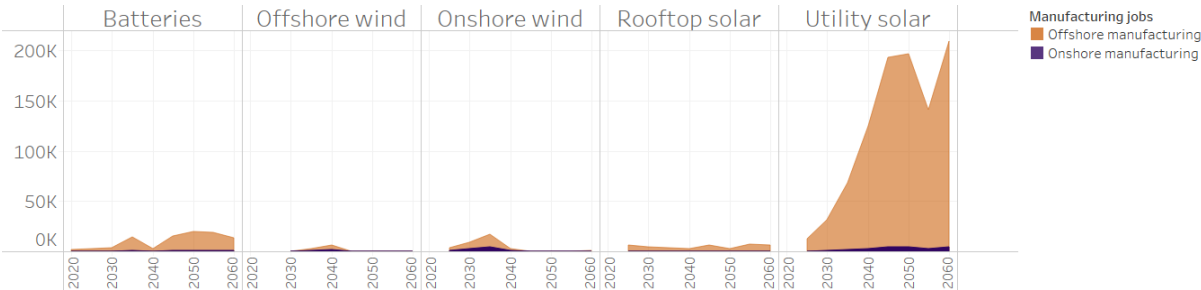 Batteries
Offshore wind
Onshore wind
Rooftop solar
Utility solar
Manufacturing jobs
Offshore manufacturing
Onshore manufacturing
200K
150K
100K
50K
0K
2020 2030 2040 2050 2060
2020 2030 2040 2050 2060
2020 2030 2040 2050 2060
2020 2030 2040 2050 2060
2020 2030 2040 2050 2060